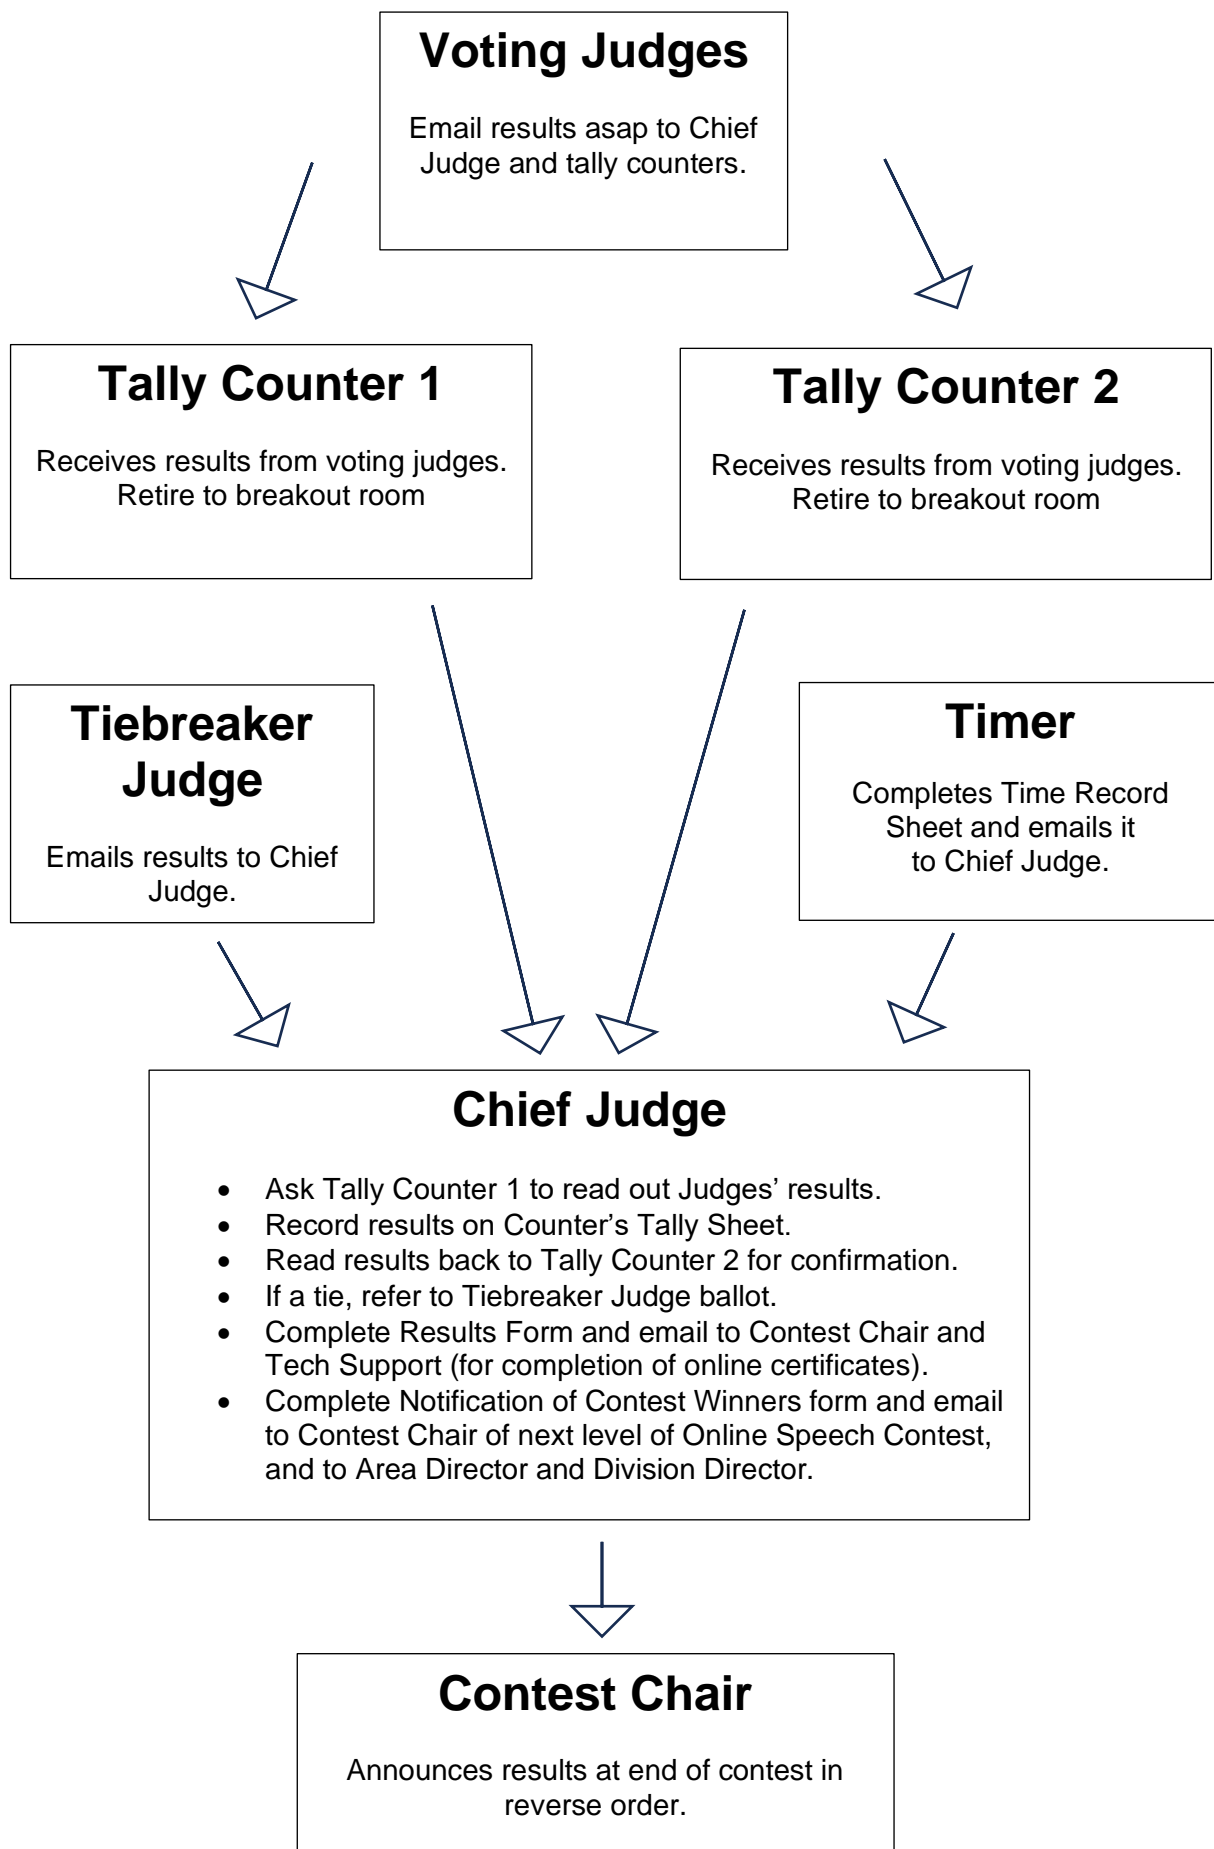 Voting Judges
Email results asap to Chief
Judge and tally counters.
Tally Counter 1
Receives results from voting judges.
Retire to breakout room
Tally Counter 2
Receives results from voting judges.
Retire to breakout room
Tiebreaker
Judge
Emails results to Chief
Judge.
Timer
Completes Time Record
Sheet and emails it
to Chief Judge.
Chief Judge
• Ask Tally Counter 1 to read out Judges’ results.
• Record results on Counter’s Tally Sheet.
• Read results back to Tally Counter 2 for confirmation.
• If a tie, refer to Tiebreaker Judge ballot.
• Complete Results Form and email to Contest Chair and
Tech Support (for completion of online certificates).
• Complete Notification of Contest Winners form and email
to Contest Chair of next level of Online Speech Contest,
and to Area Director and Division Director.
Contest Chair
Announces results at end of contest in
reverse order.